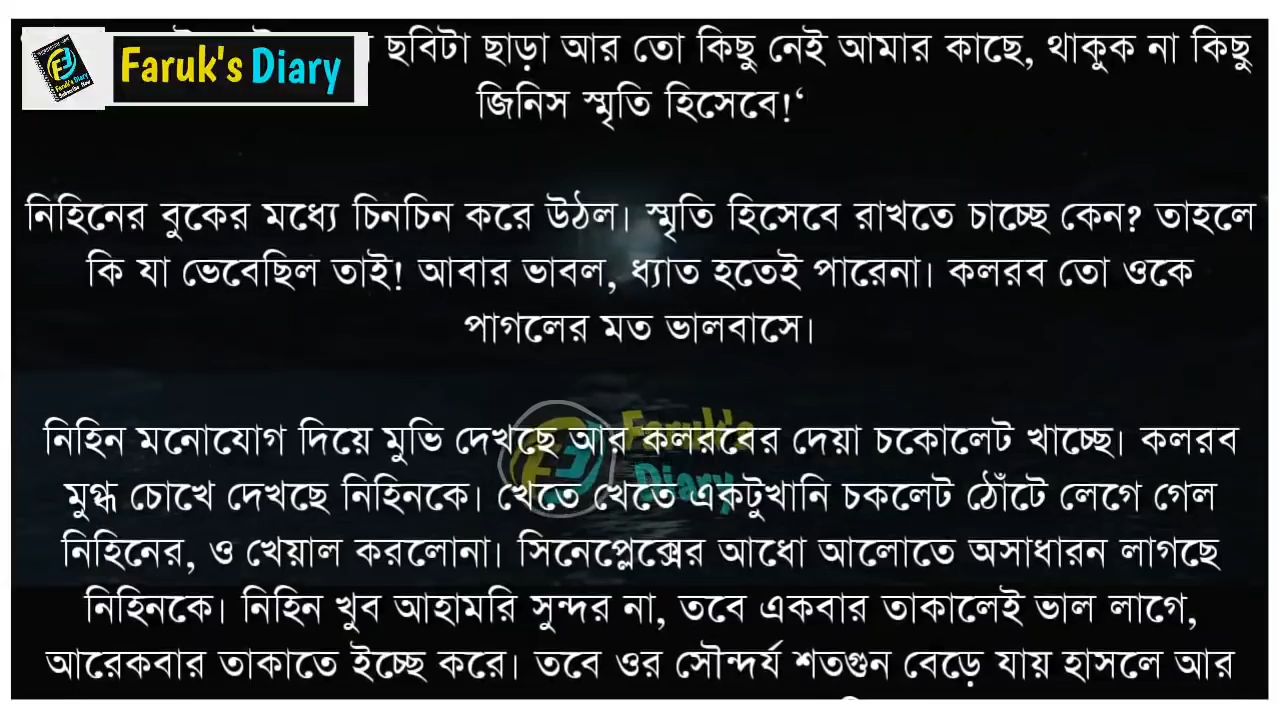 Faruk's Diary
ছবিটা ছাড়া আর তো কিছু নেই আমার কাছে, থাকুক না কিছু
জিনিস স্মৃতি হিসেবে!‘
নিহিনের বুকের মধ্যে চিনচিন করে উঠল। স্মৃতি হিসেবে রাখতে চাচ্ছে কেন? তাহলে
কি যা ভেবেছিল তাই! আবার ভাবল, ধ্যাত হতেই পারেনা। কলরব তো ওকে
পাগলের মত ভালবাসে।
নিহিন মনোযোগ দিয়ে মুভি দেখছে আর কলরবের দেয়া চকোলেট খাচ্ছে। কলরব
মুগ্ধ চোখে দেখছে নিহিনকে। খেতে খেতে একটুখানি চকলেট ঠোঁটে লেগে গেল
নিহিনের, ও খেয়াল করলোনা। সিনেপ্লেক্সের আধো আলোতে অসাধারন লাগছে
নিহিনকে। নিহিন খুব আহামরি সুন্দর না, তবে একবার তাকালেই ভাল লাগে,
আরেকবার তাকাতে ইচ্ছে করে। তবে ওর সৌন্দর্য শতগুন বেড়ে যায় হাসলে আর
Faruk's
Diary